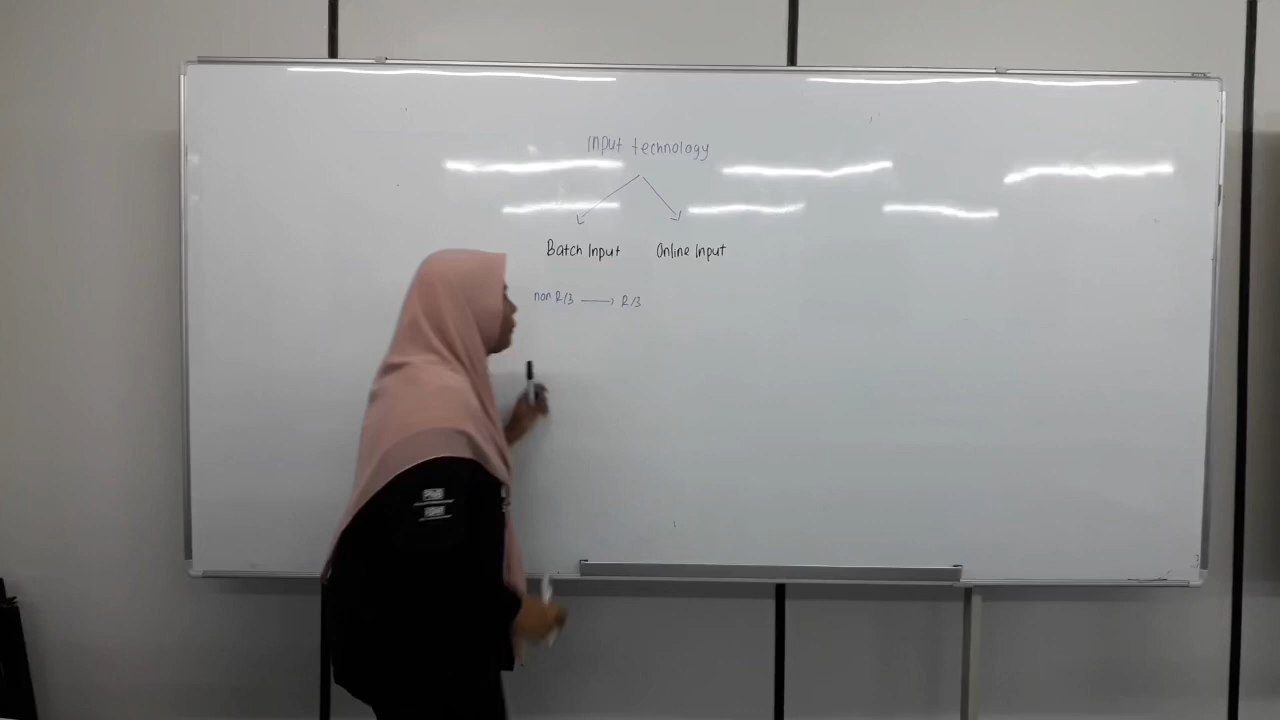 Input technology
Batch Input Online Input
non R/3 → R/3